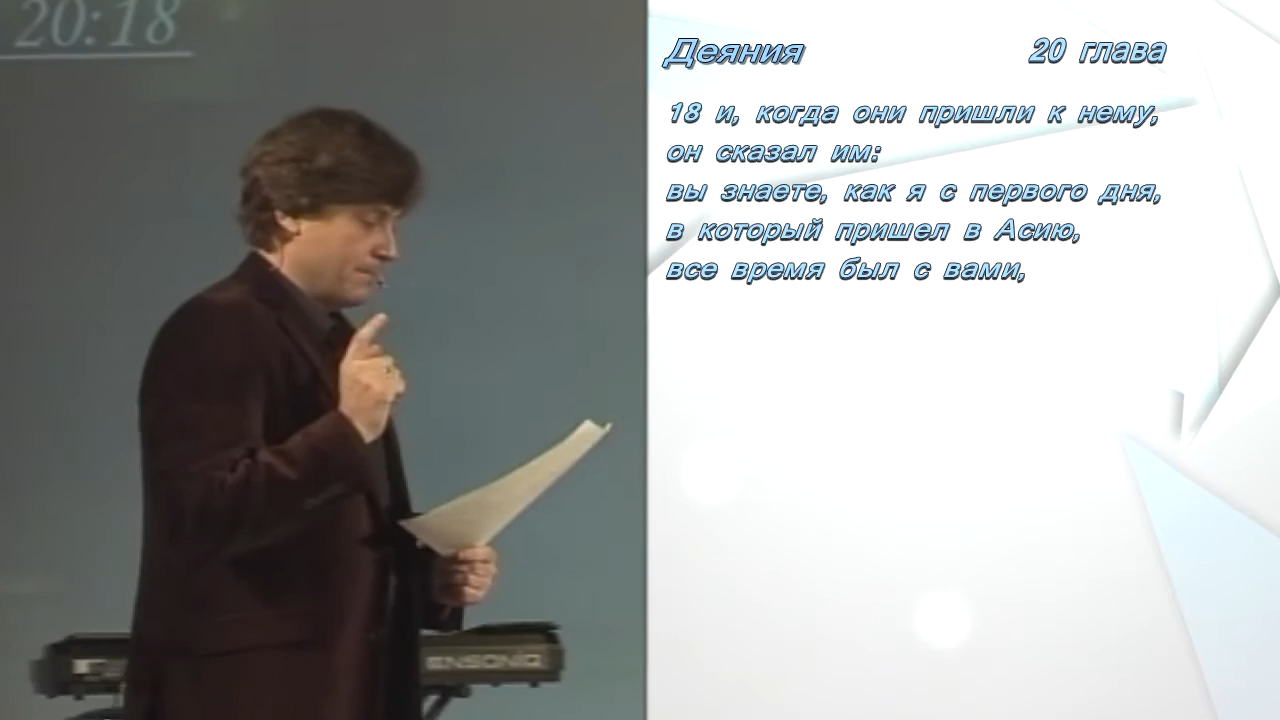 20:18
Деяния 20 глава
18 и, когда они пришли к нему,
он сказал им:
вы знаете, как я с первого дня,
в который пришел в Асию,
все время был с вами,
ENSONIQ